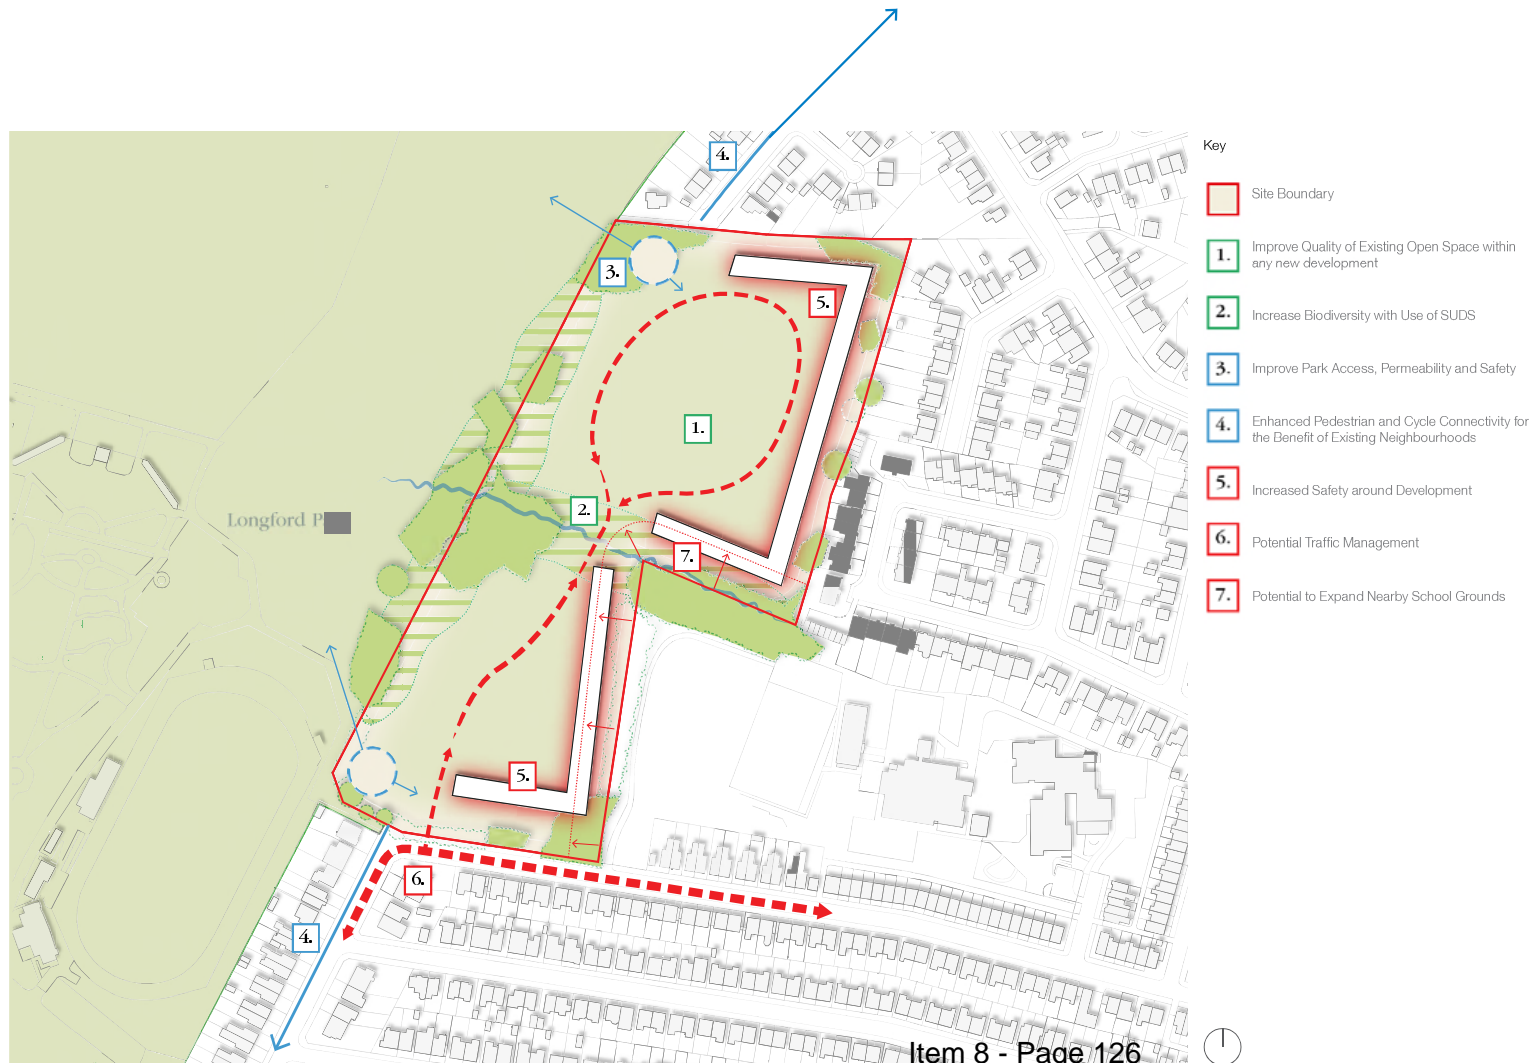 4.
3.
5.
1.
2.
7.
Longford P
5.
6.
4.
Key
Site Boundary
1.
Improve Quality of Existing Open Space within
any new development
2.
Increase Biodiversity with Use of SUDS
3.
Improve Park Access, Permeability and Safety
4.
Enhanced Pedestrian and Cycle Connectivity for
the Benefit of Existing Neighbourhoods
5.
Increased Safety around Development
6.
Potential Traffic Management
7.
Potential to Expand Nearby School Grounds
Item 8 - Page 126